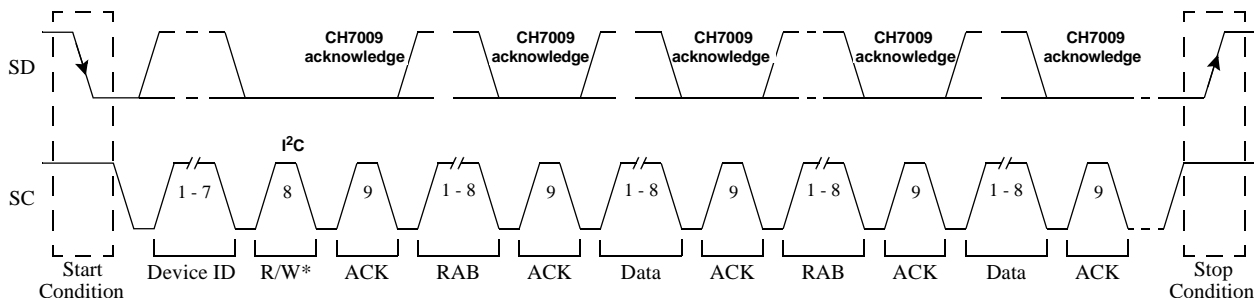 CH7009 acknowledge
CH7009 acknowledge
CH7009 acknowledge
CH7009 acknowledge
CH7009 acknowledge
SD
I²C
SC
1 - 7
8
9
1 - 8
9
1 - 8
9
1 - 8
9
1 - 8
9
Start Condition
Device ID
R/W*
ACK
RAB
ACK
Data
ACK
RAB
ACK
Data
ACK
Stop Condition